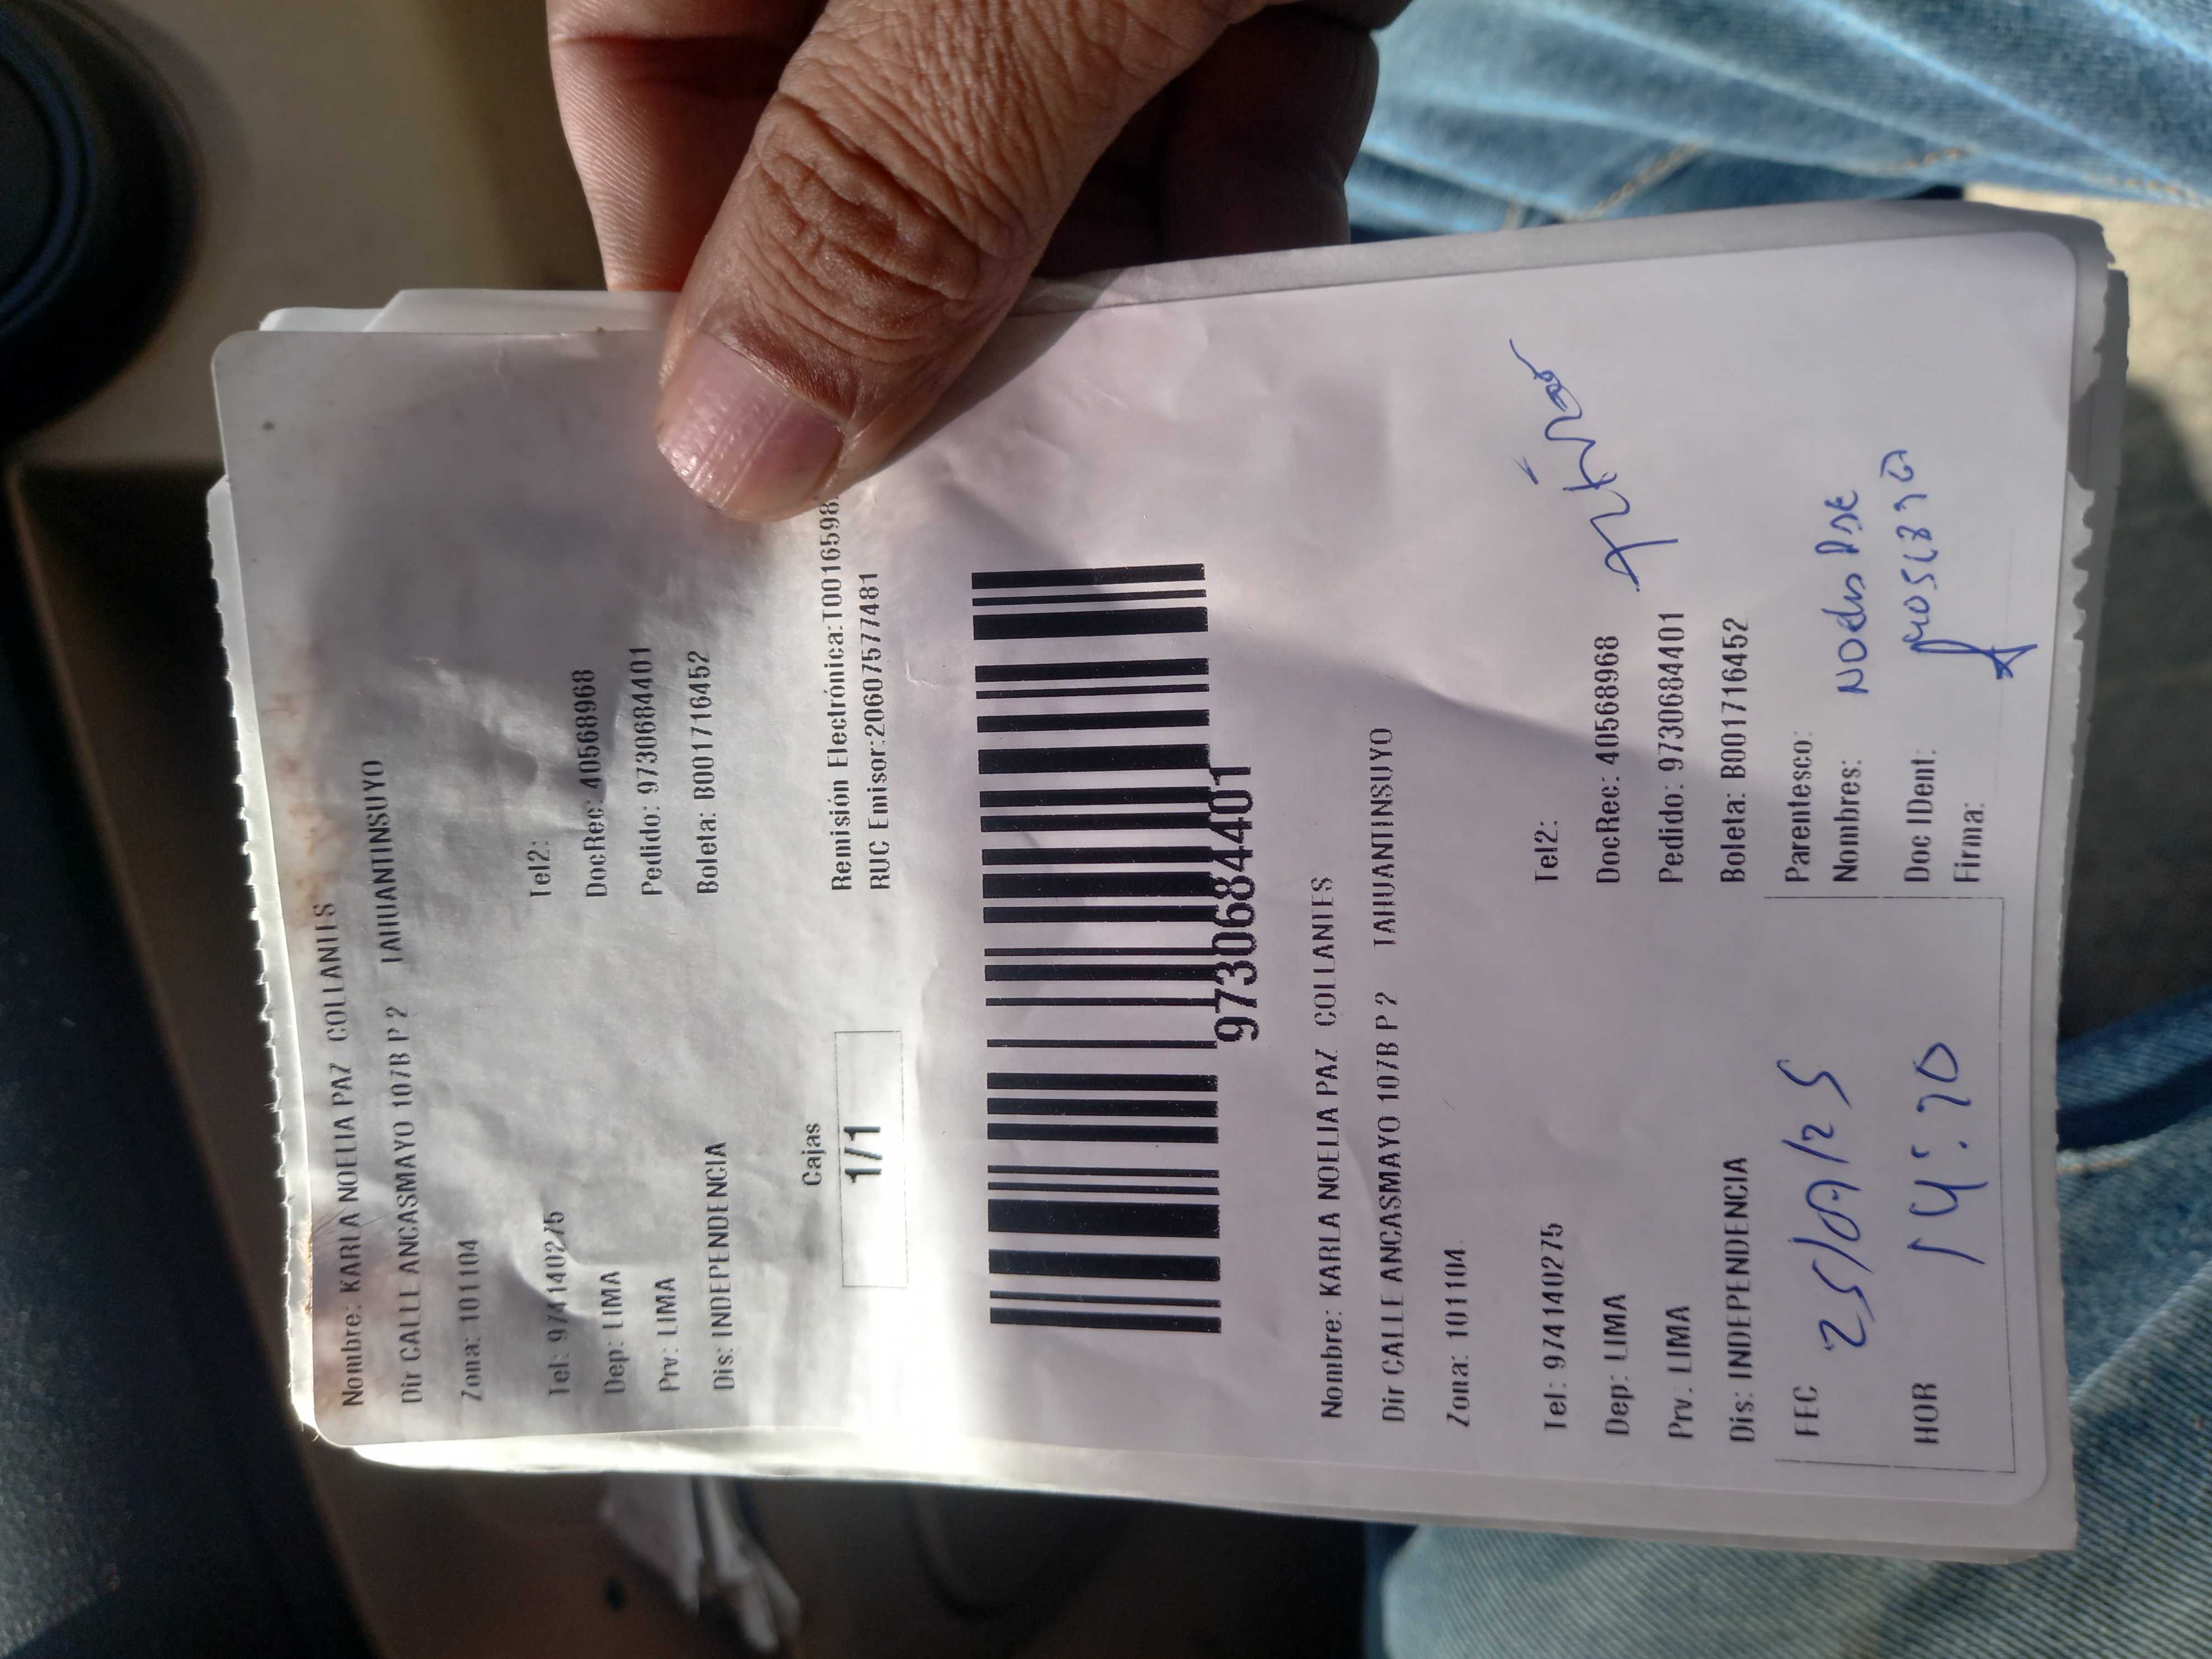 Nombre: KARLA NOELIA PAZ COLLANTES
Dir CALLE ANCASMAYO 107B P 2 TAHUANTINSUYO
Zona: 101104
Tel: 974140275 Tel2:
Dep: LIMA DocRec: 40568968
Prv: LIMA Pedido: 9730684401
Dis: INDEPENDENCIA Boleta: B001716452
Cajas
1/1
Remisión Electrónica:T0016598
RUC Emisor:20607577481
9730684401
Nombre: KARLA NOELIA PAZ COLLANTES
Dir CALLE ANCASMAYO 107B P 2 TAHUANTINSUYO
Zona: 101104
Tel: 974140275 Tel2:
Dep: LIMA DocRec: 40568968
Prv: LIMA Pedido: 9730684401
Dis: INDEPENDENCIA Boleta: B001716452
FEC 25/09/25
HOR
Parentesco:
Nombres:
Doc IDent:
Firma: